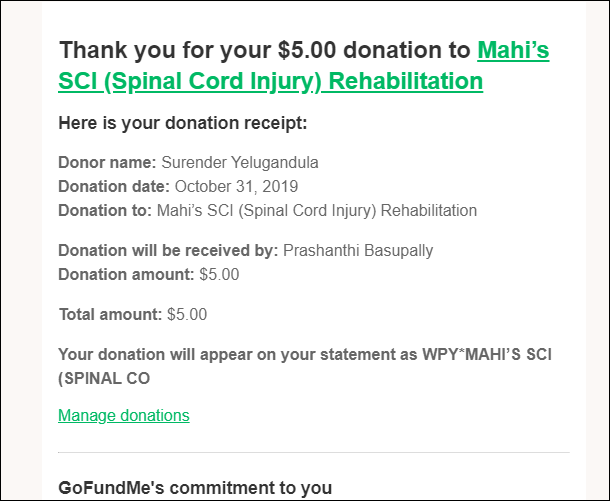 Thank you for your $5.00 donation to Mahi’s
SCI (Spinal Cord Injury) Rehabilitation
Here is your donation receipt:
Donor name: Surender Yelugandula
Donation date: October 31, 2019
Donation to: Mahi’s SCI (Spinal Cord Injury) Rehabilitation
Donation will be received by: Prashanthi Basupally
Donation amount: $5.00
Total amount: $5.00
Your donation will appear on your statement as WPY*MAHI’S SCI
(SPINAL CO
Manage donations
GoFundMe's commitment to you